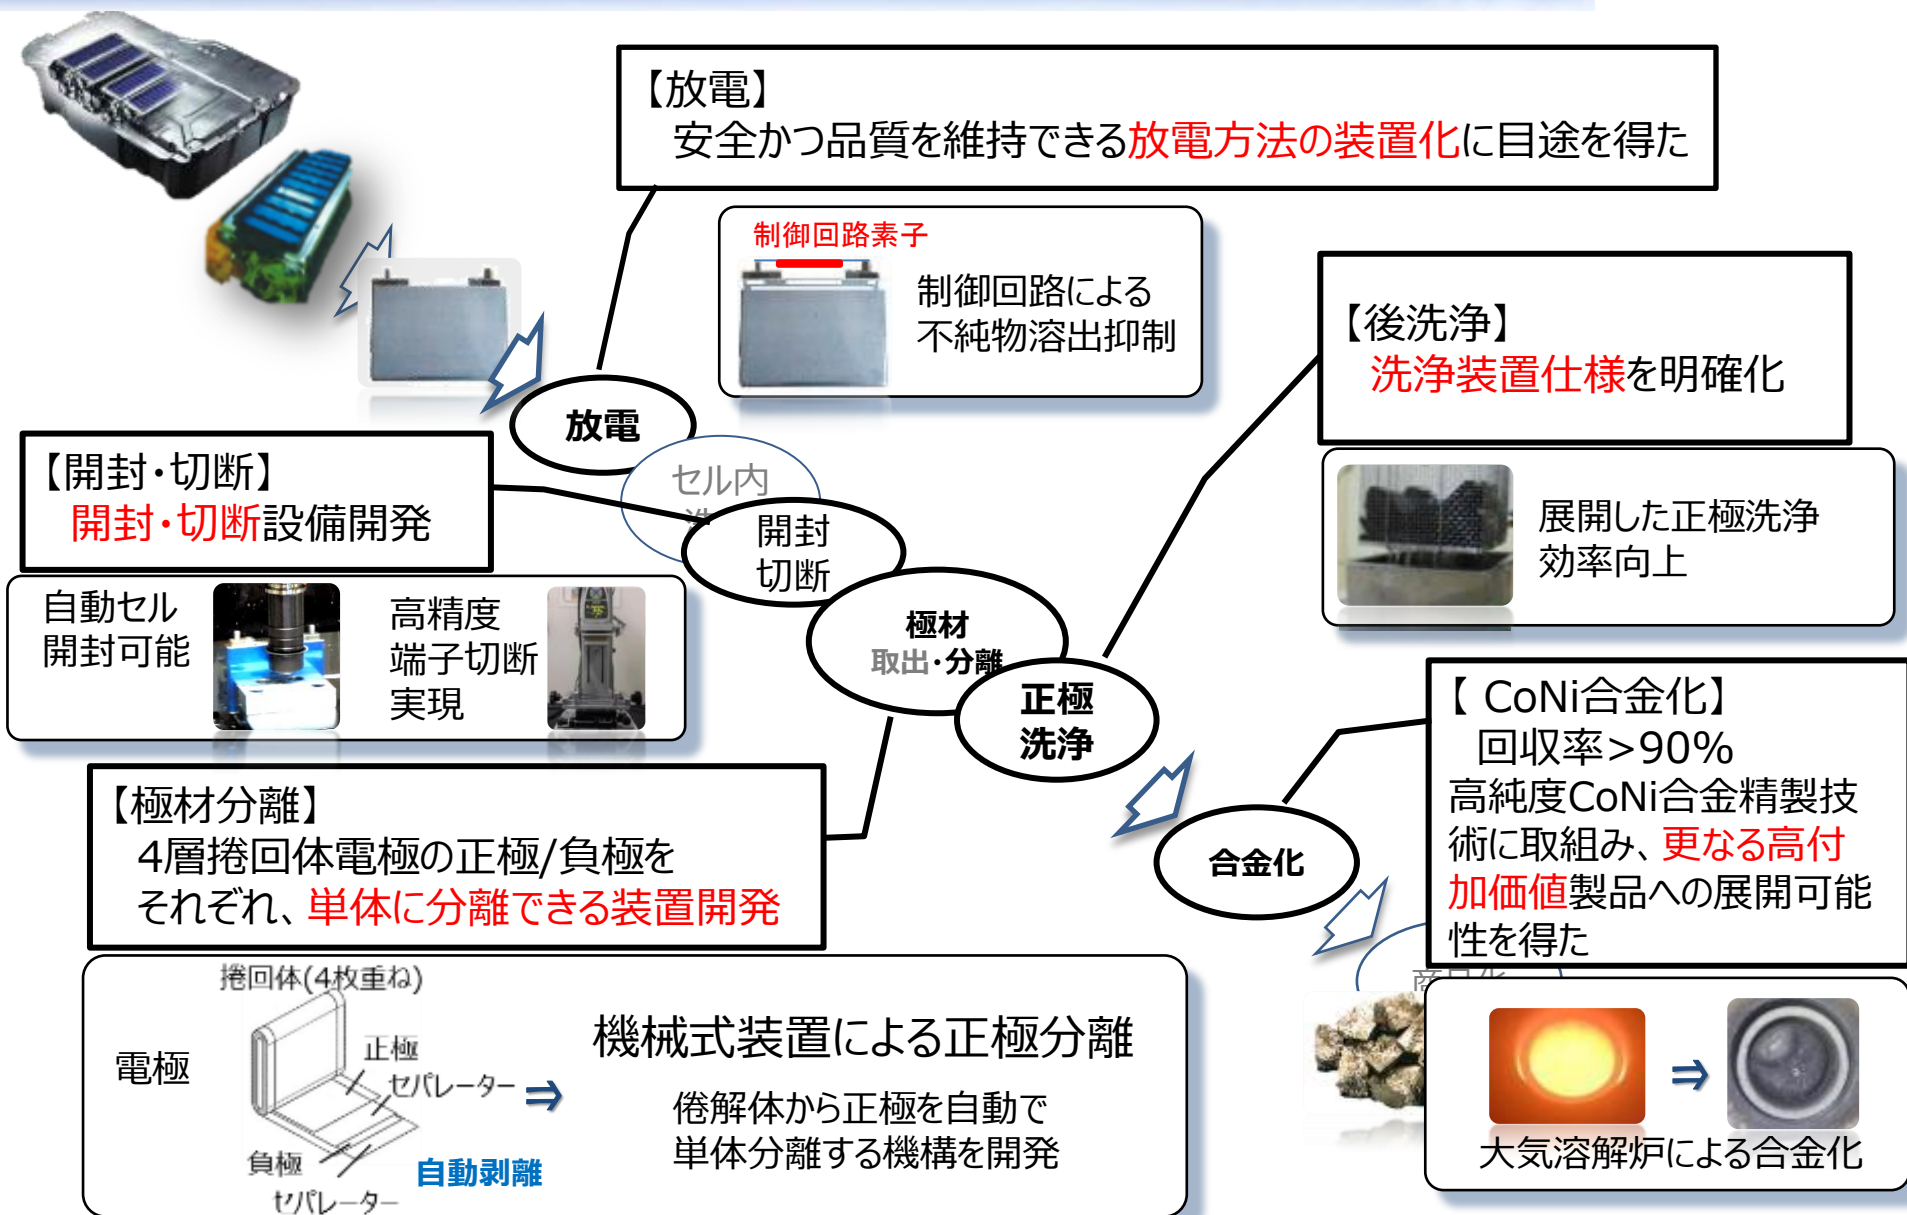 【放電】
安全かつ品質を維持できる放電方法の装置化に目途を得た
制御回路素子
制御回路による
不純物溶出抑制
【後洗浄】
洗浄装置仕様を明確化
展開した正極洗浄
効率向上
放電
セル内
【開封・切断】
開封・切断設備開発
開封
切断
自動セル
開封可能
高精度
端子切断
実現
極材
取出・分離
正極
洗浄
【 CoNi合金化】
回収率>90%
高純度CoNi合金精製技
術に取組み、更なる高付
加価値製品への展開可能
性を得た
【極材分離】
4層捲回体電極の正極/負極を
それぞれ、単体に分離できる装置開発
合金化
捲回体(4枚重ね)
電極
正極
セパレーター
⇒
負極
セパレーター
自動剥離
機械式装置による正極分離
倦解体から正極を自動で
単体分離する機構を開発
⇒
大気溶解炉による合金化